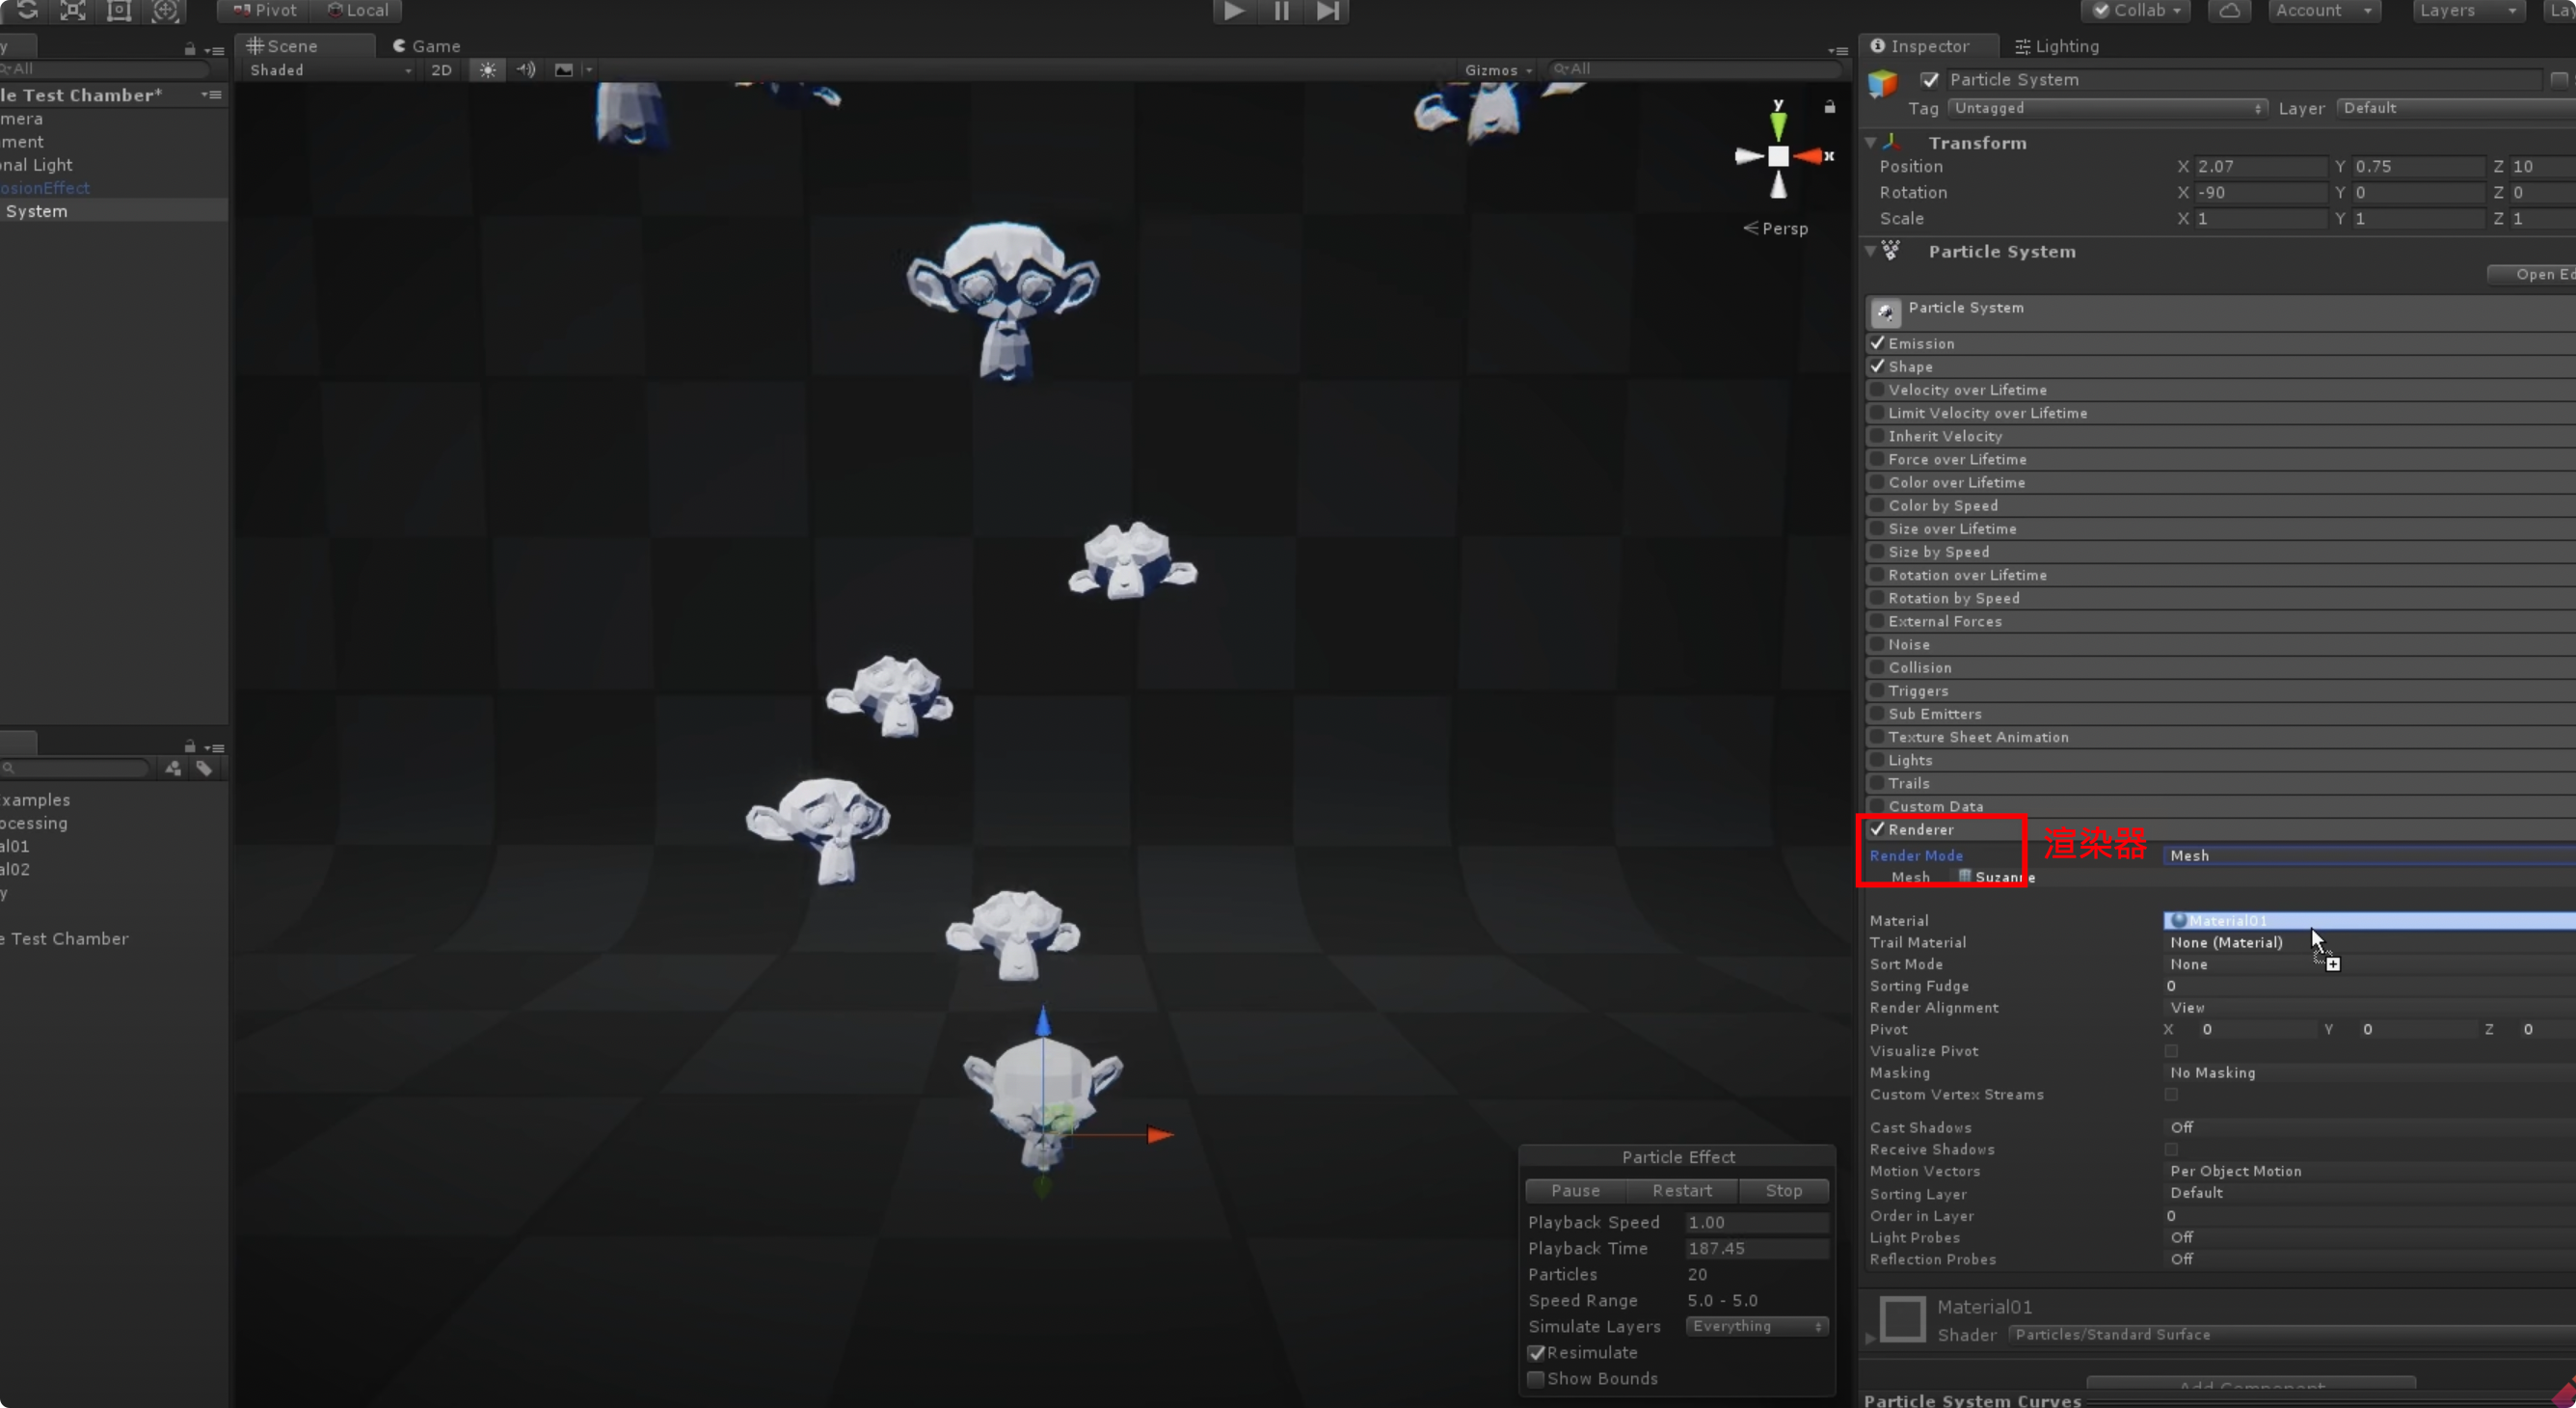 Pivot
Local
Collab
Account
Layers
Lay
y
All
le Test Chamber*
mera
ment
onal Light
osionEffect
System
xamples
ocessing
al01
al02
y
e Test Chamber
Scene
Game
Shaded
2D
Gizmos
All
y
x
Persp
Particle Effect
Pause
Restart
Stop
Playback Speed 1.00
Playback Time 187.45
Particles 20
Speed Range 5.0 - 5.0
Simulate Layers Everything
Resimulate
Show Bounds
Inspector
Lighting
Particle System
Tag Untagged Layer Default
Transform
Position X 2.07 Y 0.75 Z 10
Rotation X -90 Y 0 Z 0
Scale X 1 Y 1 Z 1
Particle System
Open Ed
Particle System
Emission
Shape
Velocity over Lifetime
Limit Velocity over Lifetime
Inherit Velocity
Force over Lifetime
Color over Lifetime
Color by Speed
Size over Lifetime
Size by Speed
Rotation over Lifetime
Rotation by Speed
External Forces
Noise
Collision
Triggers
Sub Emitters
Texture Sheet Animation
Lights
Trails
Custom Data
Renderer
渲染器
Render Mode Mesh
Mesh Suzanne
Material Material01
Trail Material None (Material)
Sort Mode None
Sorting Fudge 0
Render Alignment View
Pivot X 0 Y 0 Z 0
Visualize Pivot
Masking No Masking
Custom Vertex Streams
Cast Shadows Off
Receive Shadows
Motion Vectors Per Object Motion
Sorting Layer Default
Order in Layer 0
Light Probes Off
Reflection Probes Off
Material01
Shader Particles/Standard Surface
Add Component
Particle System Curves